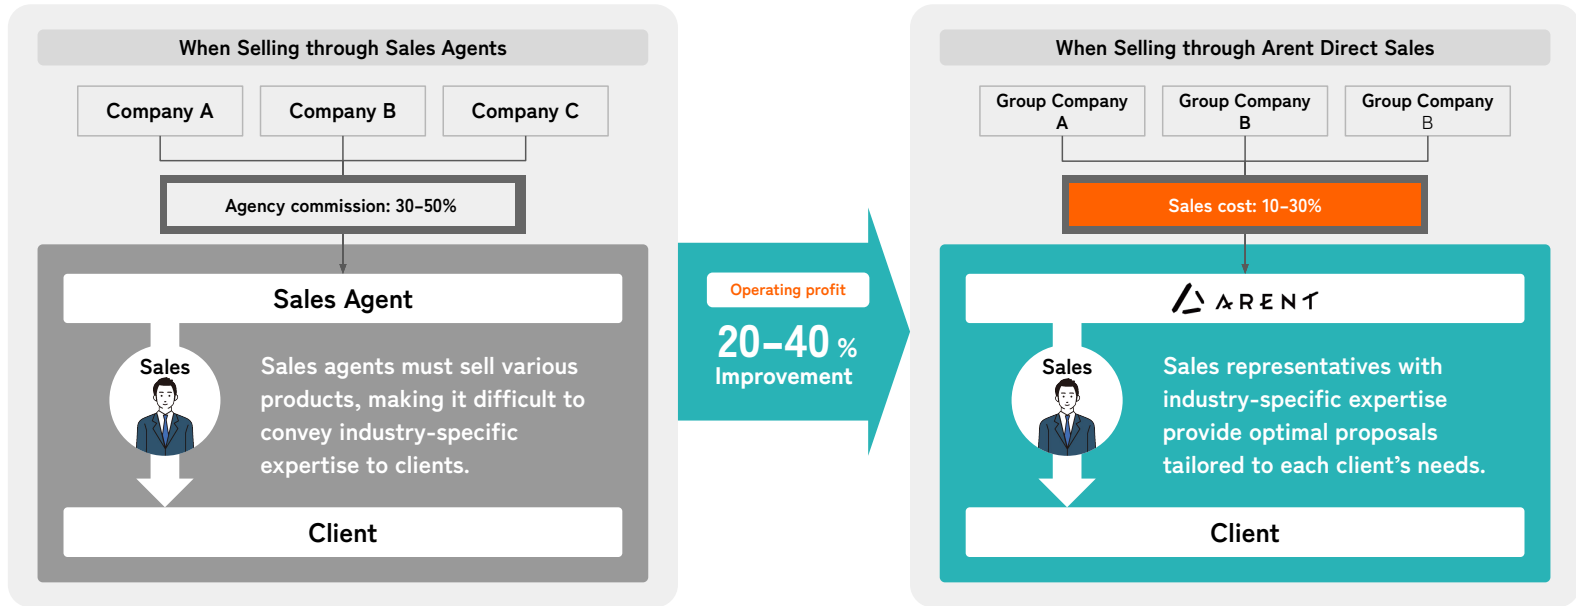 When Selling through Sales Agents
Company A
Company B
Company C
Agency commission: 30–50%
Sales Agent
Sales
Sales agents must sell various
products, making it difficult to
convey industry-specific
expertise to clients.
Client
Operating profit
20–40 %
Improvement
When Selling through Arent Direct Sales
Group Company
A
Group Company
B
Group Company
B
Sales cost: 10–30%
ARENT
Sales
Sales representatives with
industry-specific expertise
provide optimal proposals
tailored to each client’s needs.
Client